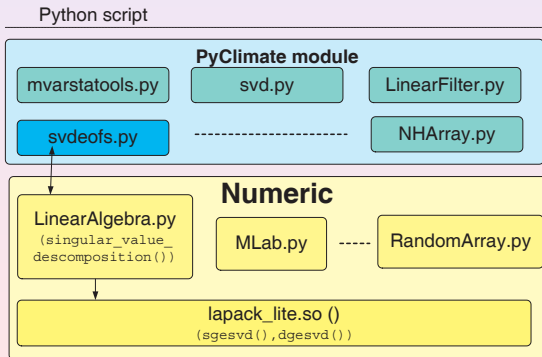 Python script
PyClimate module
mvarstatools.py
svd.py
LinearFilter.py
svdeofs.py
NHArray.py
Numeric
LinearAlgebra.py
(singular_value_
descomposition())
MLab.py
RandomArray.py
lapack_lite.so ()
(sgesvd(),dgesvd())